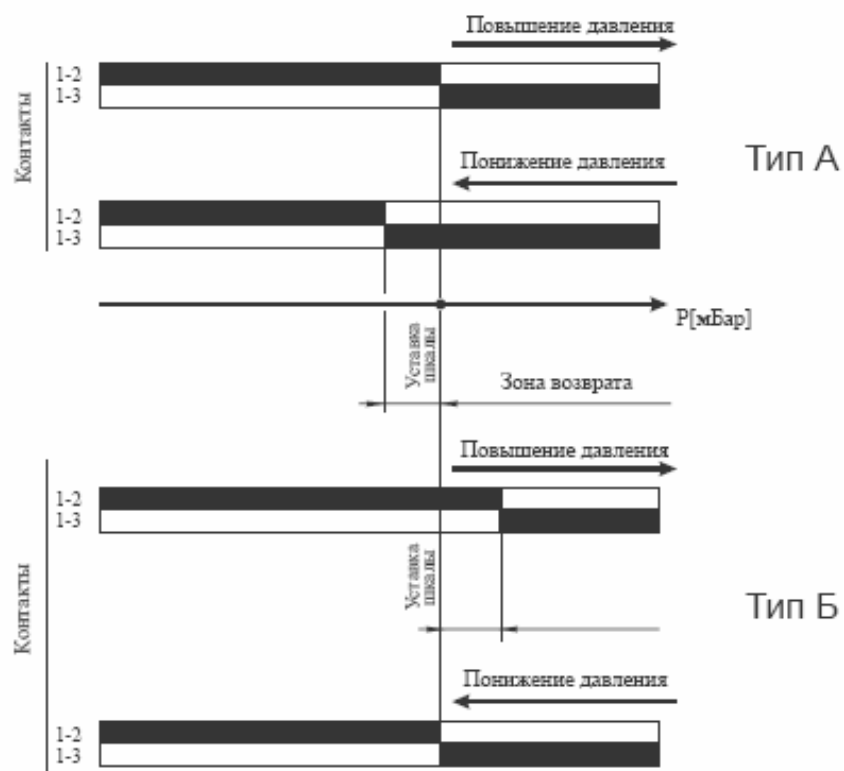 Повышение давления
Контакты
1-2
1-3
Тип А
Понижение давления
1-2
1-3
P[мБар]
Уставка
шкалы
Зона возврата
Повышение давления
Контакты
1-2
1-3
Уставка
шкалы
Тип Б
Понижение давления
1-2
1-3